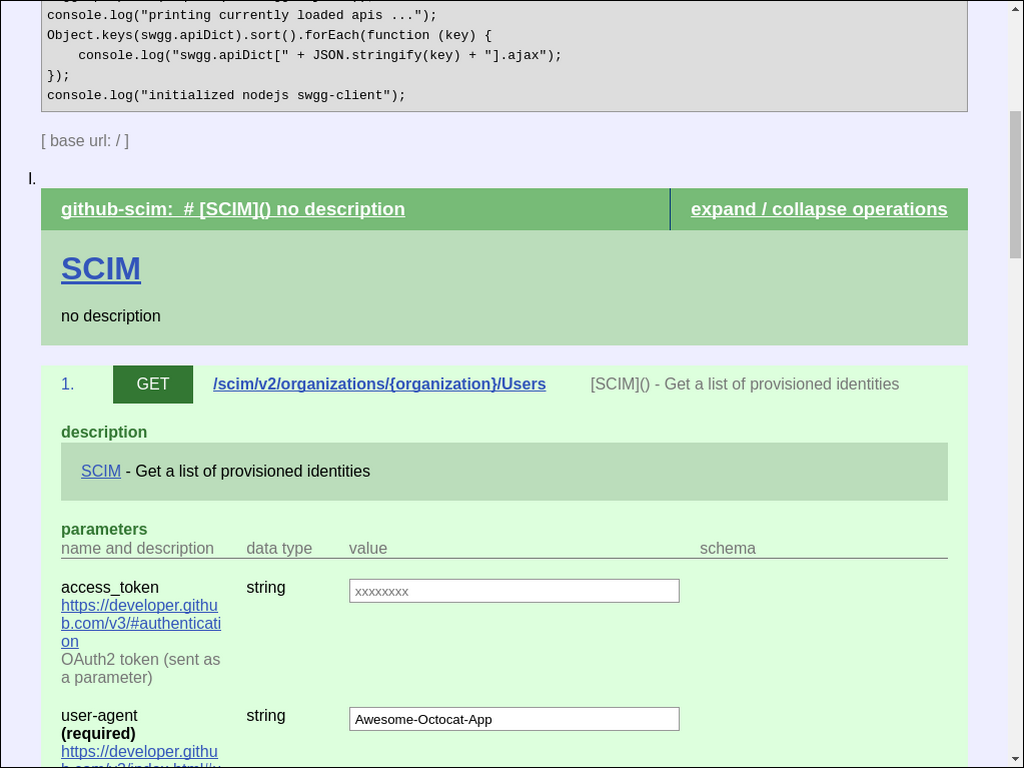 console.log("printing currently loaded apis ...");
Object.keys(swgg.apiDict).sort().forEach(function (key) {
    console.log("swgg.apiDict[" + JSON.stringify(key) + "].ajax");
});
console.log("initialized nodejs swgg-client");
[ base url: / ]
I.
github-scim:  # [SCIM]() no description
expand / collapse operations
SCIM
no description
1. GET /scim/v2/organizations/{organization}/Users [SCIM]() - Get a list of provisioned identities
description
SCIM - Get a list of provisioned identities
parameters
name and description data type value schema
access_token string xxxxxxxx
https://developer.githu
b.com/v3/#authenticati
on
OAuth2 token (sent as
a parameter)
user-agent string Awesome-Octocat-App
(required)
https://developer.githu